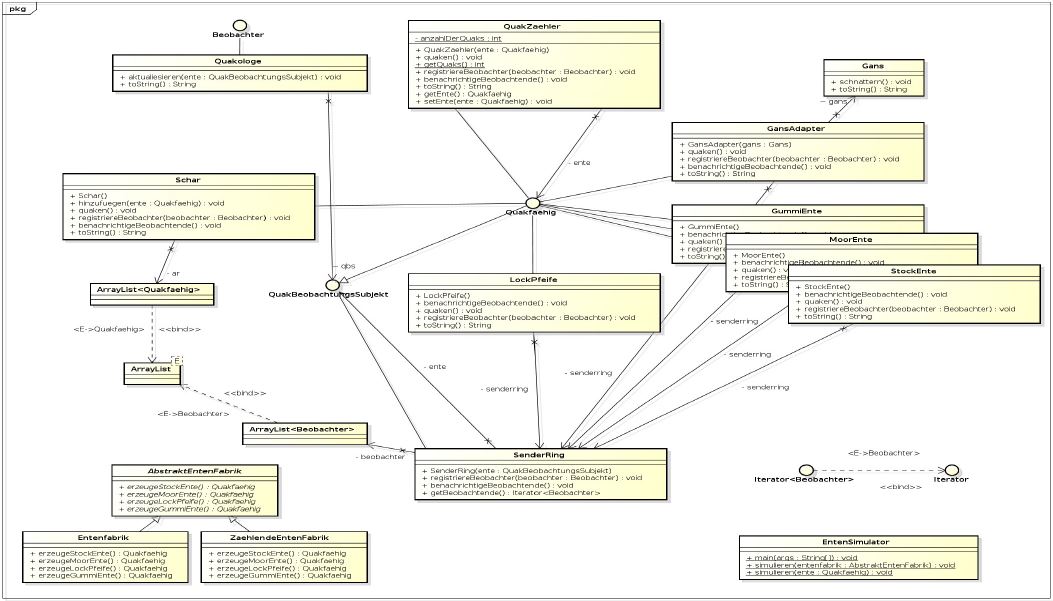 pkg
Beobachter
Quakologe
+ aktualiesieren(ente : QuakBeobachtungsSubjekt) : void
+ toString() : String
QuakZaehler
- anzahlDerQuaks : int
+ QuakZaehler(ente : Quakfaehig)
+ quaken() : void
+ getQuaks() : int
+ registriereBeobachter(beobachter : Beobachter) : void
+ benachrichtigeBeobachtende() : void
+ toString() : String
+ getEnte() : Quakfaehig
+ setEnte(ente : Quakfaehig) : void
Gans
+ schnattern() : void
+ toString() : String
- gans
GansAdapter
+ GansAdapter(gans : Gans)
+ quaken() : void
+ registriereBeobachter(beobachter : Beobachter) : void
+ benachrichtigeBeobachtende() : void
+ toString() : String
- ente
Schar
+ Schar()
+ hinzufuegen(ente : Quakfaehig) : void
+ quaken() : void
+ registriereBeobachter(beobachter : Beobachter) : void
+ benachrichtigeBeobachtende() : void
+ toString() : String
Quakfaehig
GummiEnte
+ GummiEnte()
+ benachric
+ quaken()
+ registrier
+ toString()
MoorEnte
+ MoorEnte()
+ benachrichtigeBeobachtende() : void
+ quaken() : v
+ registriereB
+ toString() : S
StockEnte
+ StockEnte()
+ benachrichtigeBeobachtende() : void
+ quaken() : void
+ registriereBeobachter(beobachter : Beobachter) : void
+ toString() : String
- ar
- qbs
ArrayList<Quakfaehig>
QuakBeobachtungsSubjekt
LockPfeife
+ LockPfeife()
+ benachrichtigeBeobachtende() : void
+ quaken() : void
+ registriereBeobachter(beobachter : Beobachter) : void
+ toString() : String
<E->Quakfaehig>
<<bind>>
- senderring
- senderring
- senderring
- senderring
- senderring
- ente
E
ArrayList
<<bind>>
<E->Beobachter>
ArrayList<Beobachter>
- beobachter
SenderRing
+ SenderRing(ente : QuakBeobachtungsSubjekt)
+ registriereBeobachter(beobachter : Beobachter) : void
+ benachrichtigeBeobachtende() : void
+ getBeobachtende() : Iterator<Beobachter>
<E->Beobachter>
Iterator<Beobachter>
Iterator
<<bind>>
AbstraktEntenFabrik
+ erzeugeStockEnte() : Quakfaehig
+ erzeugeMoorEnte() : Quakfaehig
+ erzeugeLockPfeife() : Quakfaehig
+ erzeugeGummiEnte() : Quakfaehig
Entenfabrik
+ erzeugeStockEnte() : Quakfaehig
+ erzeugeMoorEnte() : Quakfaehig
+ erzeugeLockPfeife() : Quakfaehig
+ erzeugeGummiEnte() : Quakfaehig
ZaehlendeEntenFabrik
+ erzeugeStockEnte() : Quakfaehig
+ erzeugeMoorEnte() : Quakfaehig
+ erzeugeLockPfeife() : Quakfaehig
+ erzeugeGummiEnte() : Quakfaehig
EntenSimulator
+ main(args : String[]) : void
+ simulieren(entenfabrik : AbstraktEntenFabrik) : void
+ simulieren(ente : Quakfaehig) : void